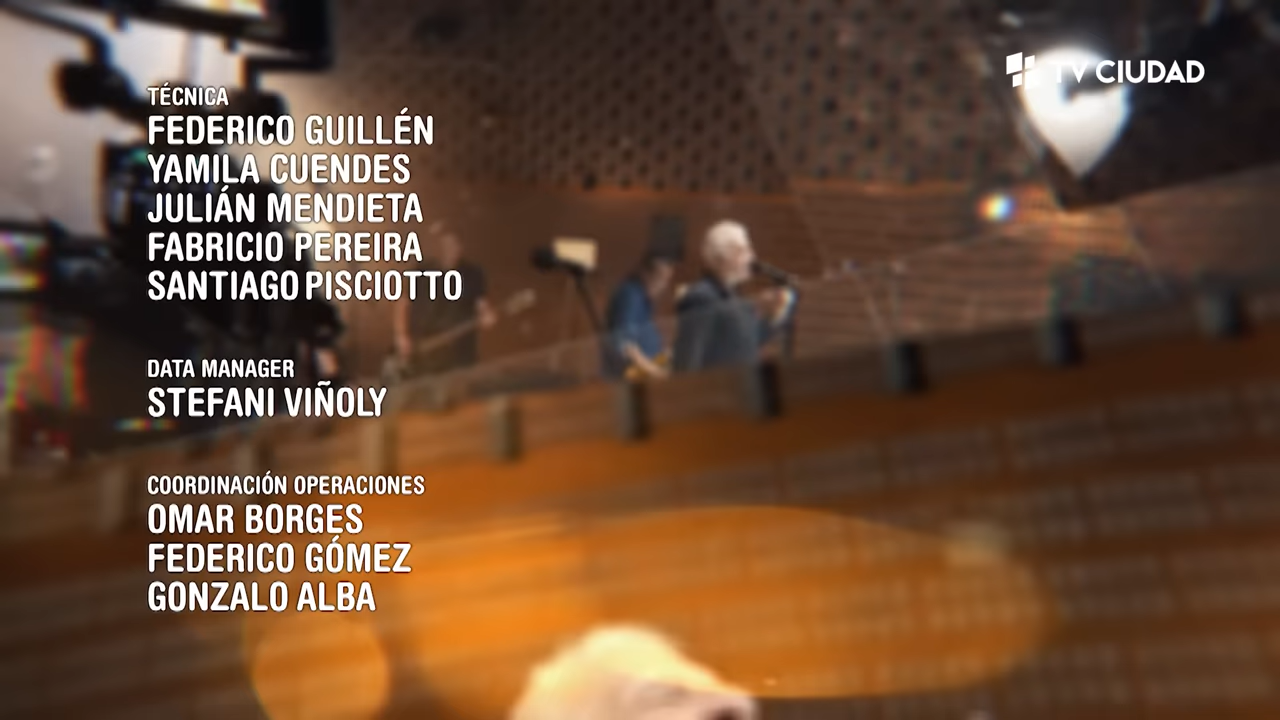 TV CIUDAD
TÉCNICA
FEDERICO GUILLÉN
YAMILA CUENDES
JULIÁN MENDIETA
FABRICIO PEREIRA
SANTIAGO PISCIOTTO
DATA MANAGER
STEFANI VIÑOLY
COORDINACIÓN OPERACIONES
OMAR BORGES
FEDERICO GÓMEZ
GONZALO ALBA